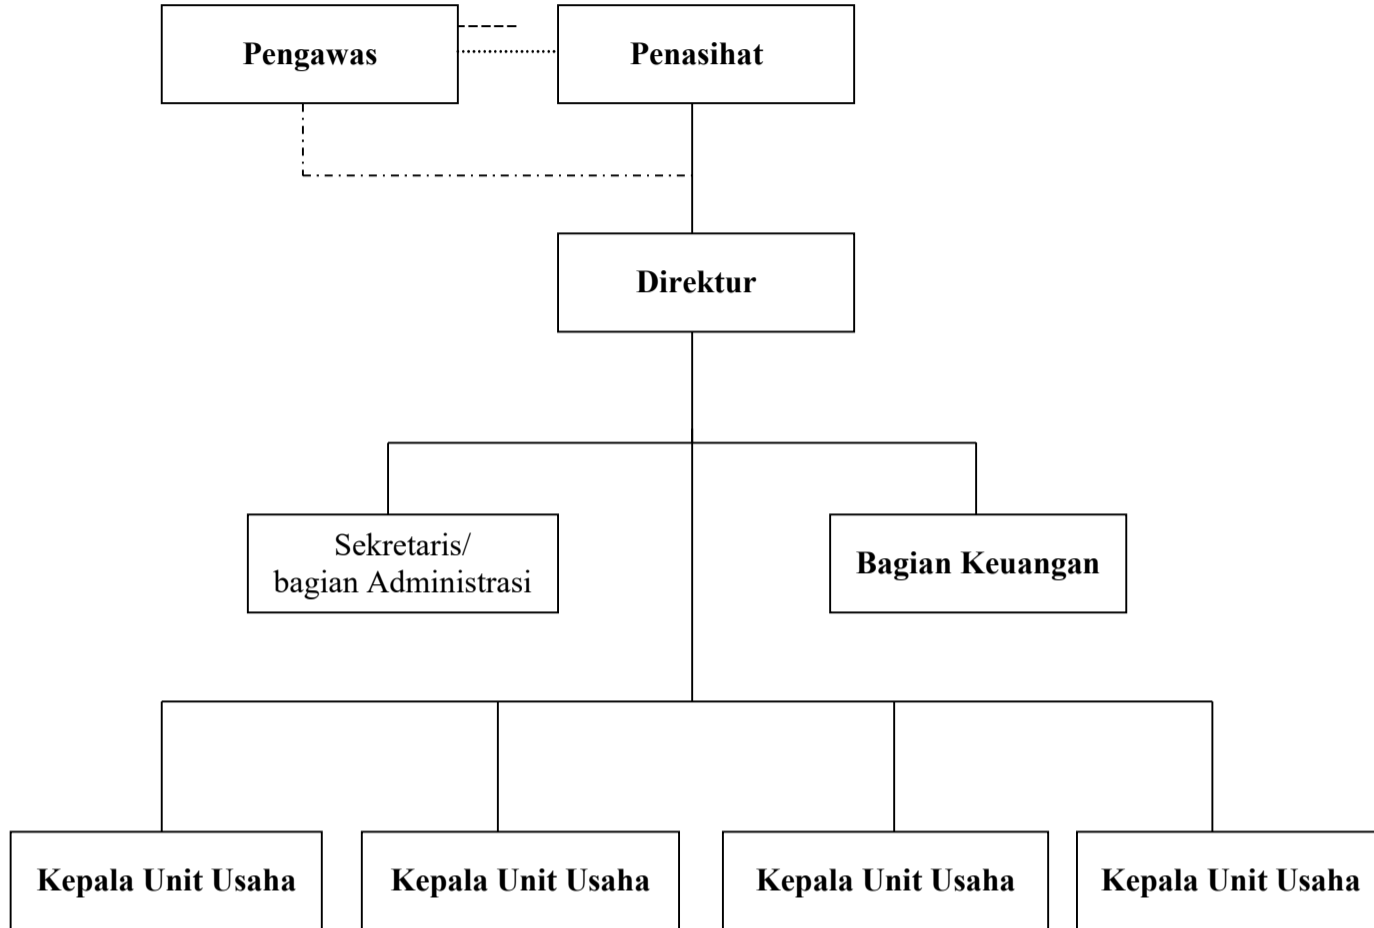 Pengawas
Penasihat
Direktur
Sekretaris/
bagian Administrasi
Bagian Keuangan
Kepala Unit Usaha
Kepala Unit Usaha
Kepala Unit Usaha
Kepala Unit Usaha